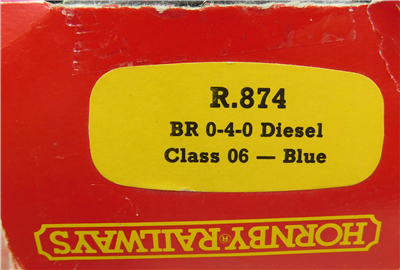 R.874
BR 0-4-0 Diesel
Class 06 — Blue
HORNBY® RAILWAYS